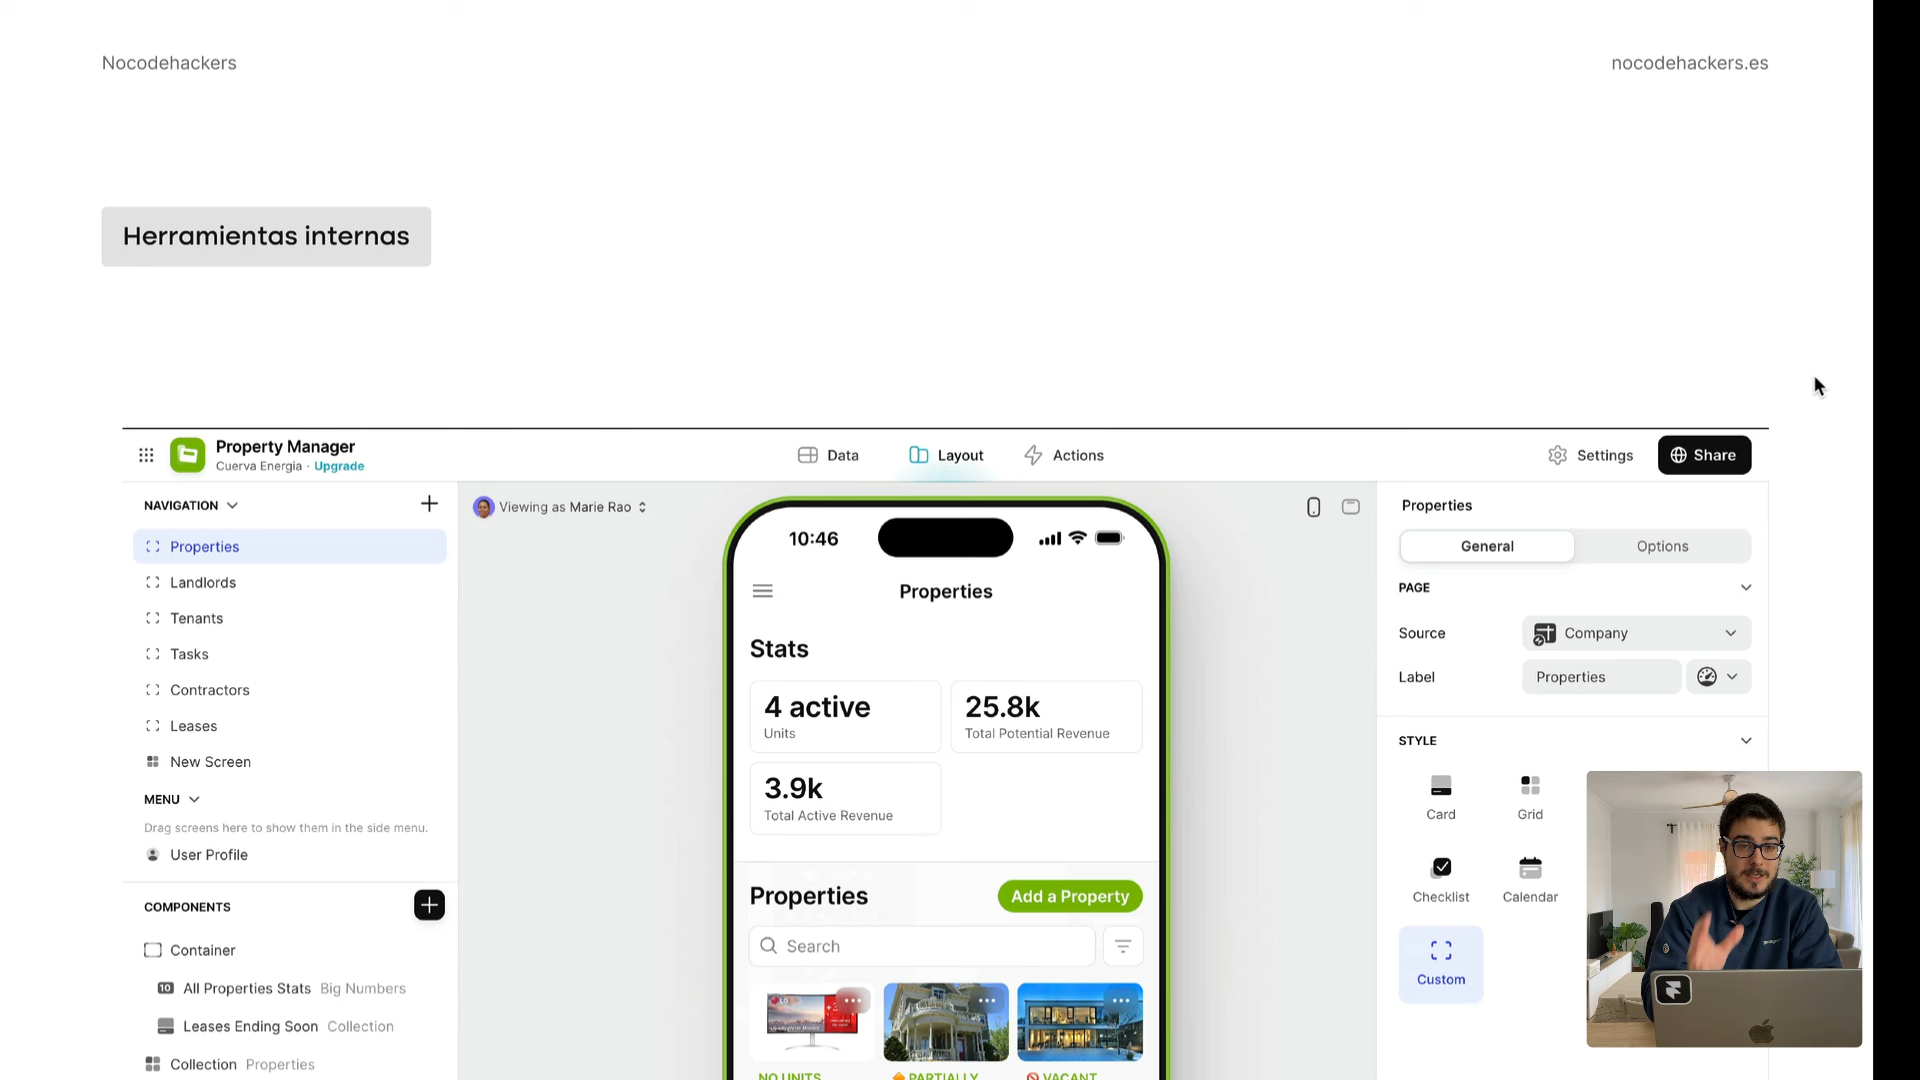 Nocodehackers
nocodehackers.es
Herramientas internas
Property Manager
Cuerva Energia · Upgrade
Data
Layout
Actions
Settings
Share
NAVIGATION
Properties
Landlords
Tenants
Tasks
Contractors
Leases
New Screen
MENU
Drag screens here to show them in the side menu.
User Profile
COMPONENTS
Container
10 All Properties Stats Big Numbers
Leases Ending Soon Collection
Collection Properties
Viewing as Marie Rao
10:46
Properties
Stats
4 active
Units
25.8k
Total Potential Revenue
3.9k
Total Active Revenue
Properties
Add a Property
Search
LG
NO UNITS
PARTIALLY
VACANT
Properties
General
Options
PAGE
Source
Company
Label
Properties
STYLE
Card
Grid
Checklist
Calendar
Custom